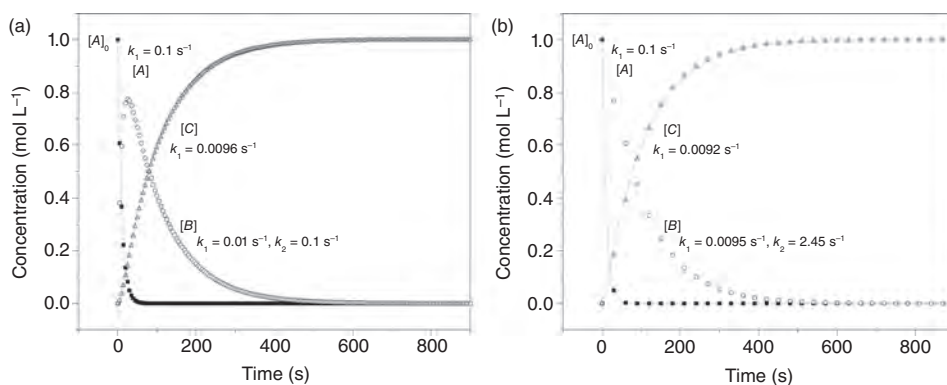 (a)
Concentration (mol L⁻¹)
1.0
0.8
0.6
0.4
0.2
0.0
[A]₀
k₁ = 0.1 s⁻¹
[A]
[C]
k₁ = 0.0096 s⁻¹
[B]
k₁ = 0.01 s⁻¹, k₂ = 0.1 s⁻¹
0 200 400 600 800
Time (s)
(b)
Concentration (mol L⁻¹)
1.0
0.8
0.6
0.4
0.2
0.0
[A]₀
k₁ = 0.1 s⁻¹
[A]
[C]
k₁ = 0.0092 s⁻¹
[B]
k₁ = 0.0095 s⁻¹, k₂ = 2.45 s⁻¹
0 200 400 600 800
Time (s)